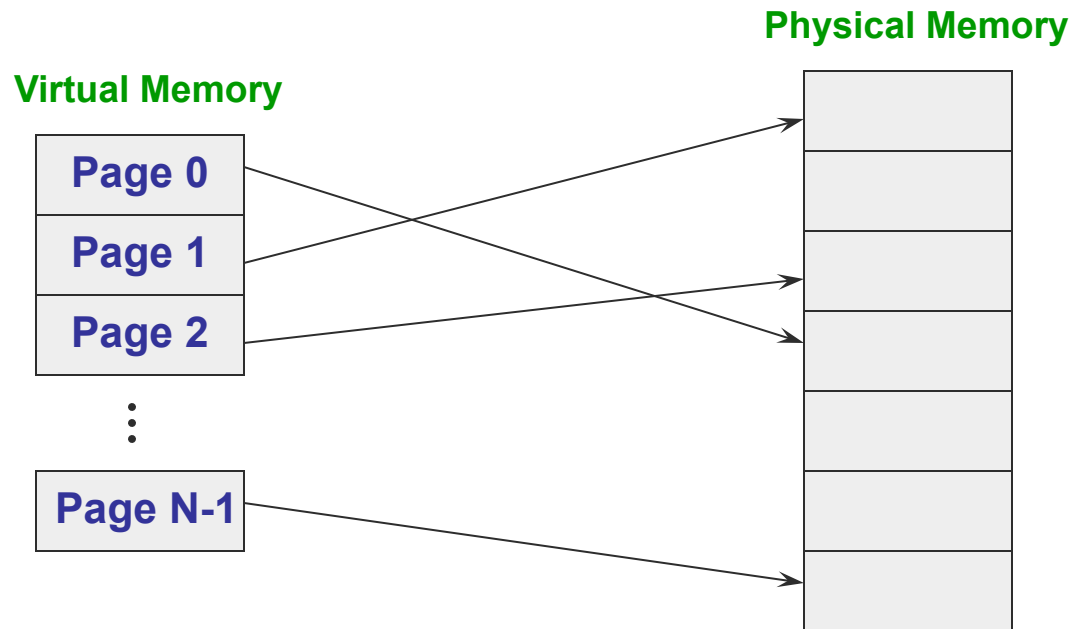 Physical Memory
Virtual Memory
Page 0
Page 1
Page 2
Page N-1